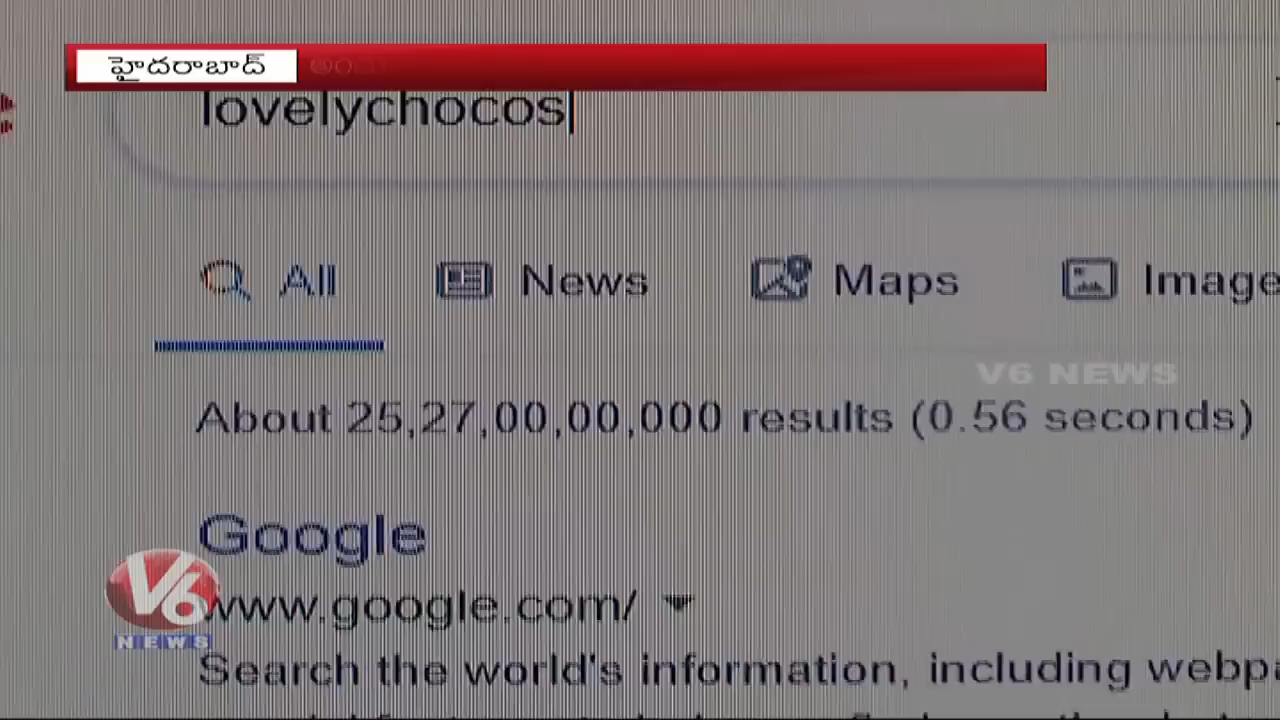 హైదరాబాద్
lovelychocos
All News Maps Image
V6 NEWS
About 25,27,00,00,000 results (0.56 seconds)
Google
V6
NEWS
www.google.com/
Search the world's information, including webpa